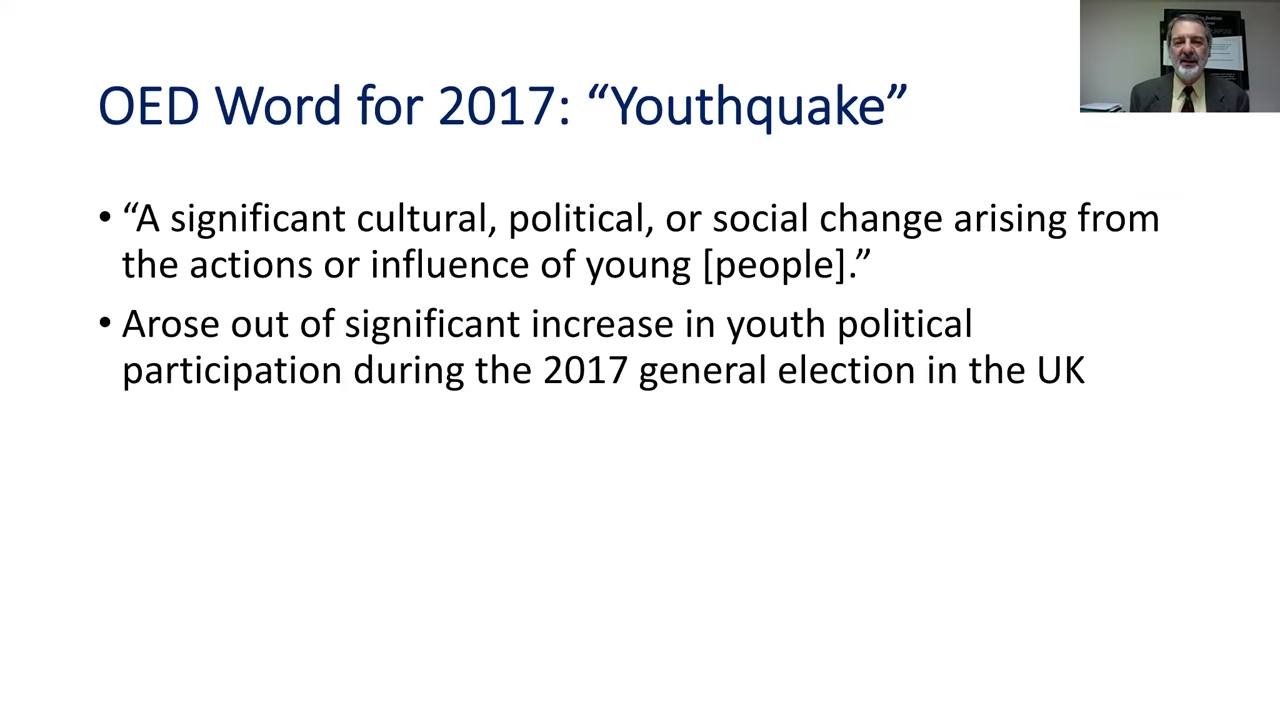 OED Word for 2017: “Youthquake”
• “A significant cultural, political, or social change arising from
the actions or influence of young [people].”
• Arose out of significant increase in youth political
participation during the 2017 general election in the UK